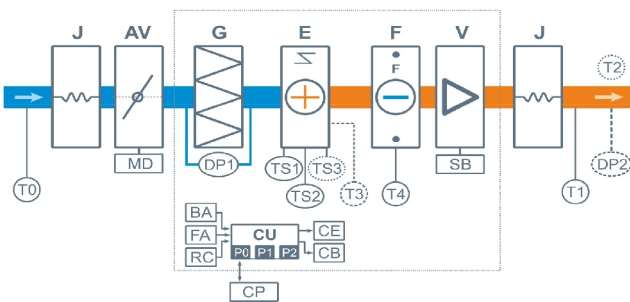 J AV G E F V J
F
T2
MD
DP1
TS1 TS3
TS2
T3
T4
SB
T0
T1
DP2
BA
FA
RC
CU
P0 P1 P2
CE
CB
CP